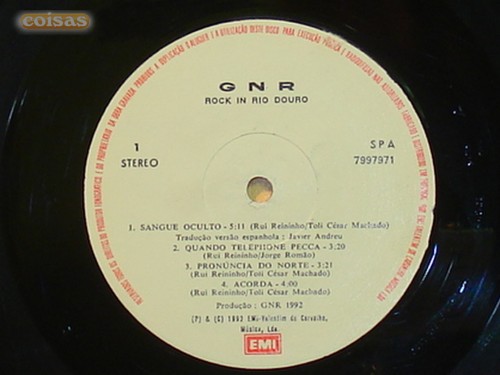 coisas
G N R
ROCK IN RIO DOURO
1
STEREO
SPA
7997971
1. SANGUE OCULTO - 5:11 (Rui Reininho/Toli César Machado)
Tradução versão espanhola : Javier Andreu
2. QUANDO TELEPHONE PECCA - 3:20
(Rui Reininho/Jorge Romão)
3. PRONÚNCIA DO NORTE - 3:21
(Rui Reininho/Toli César Machado)
4. ACORDA - 4:00
(Rui Reininho/Toli César Machado)
Produção : GNR 1992
(P) & (C) 1992 EMI-Valentim de Carvalho,
Música, Lda.
EMI